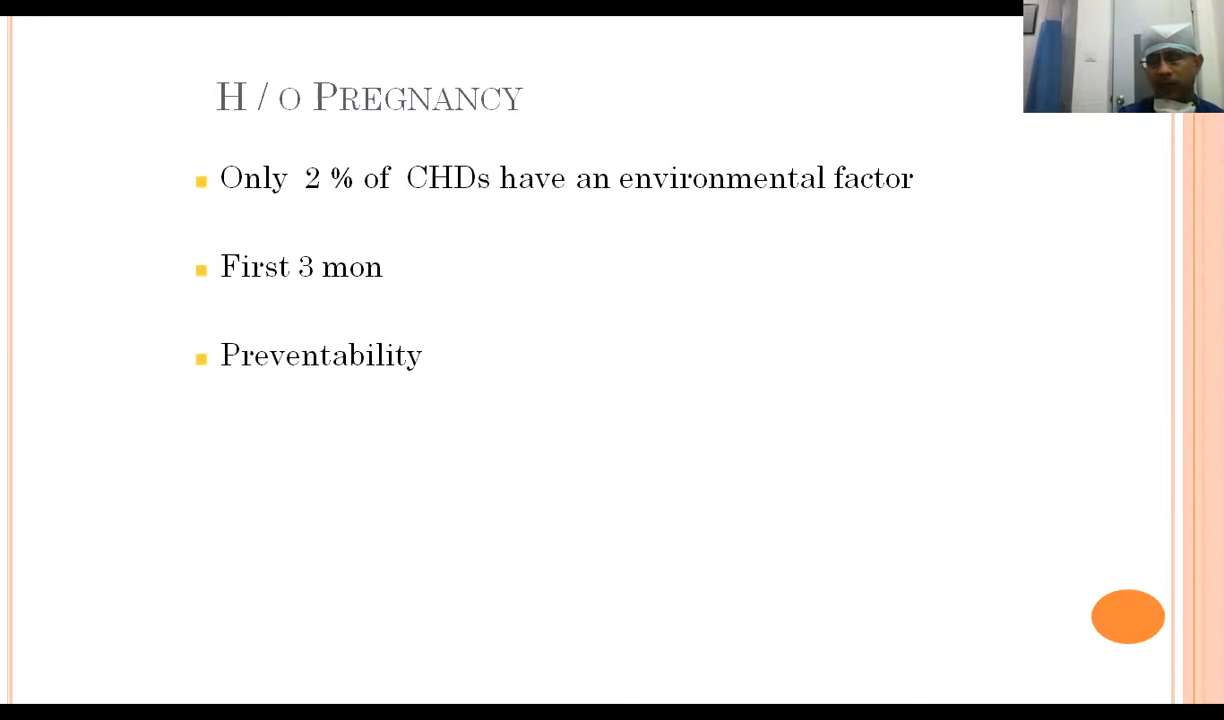 H / O PREGNANCY
Only 2 % of CHDs have an environmental factor
First 3 mon
Preventability